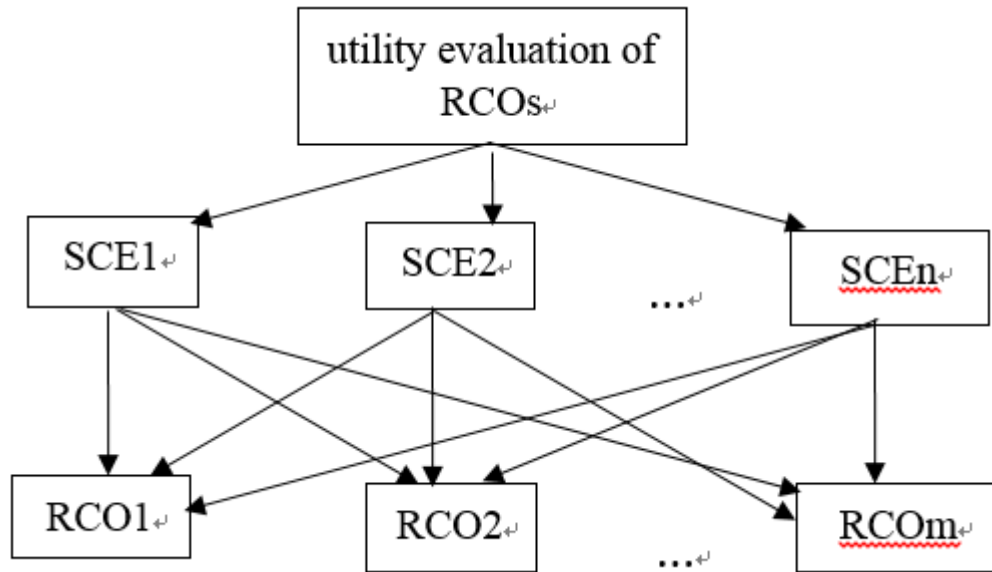 utility evaluation of
RCOs↵
SCE1↵
SCE2↵
...↵
SCEn↵
RCO1↵
RCO2↵
...↵
RCOm↵